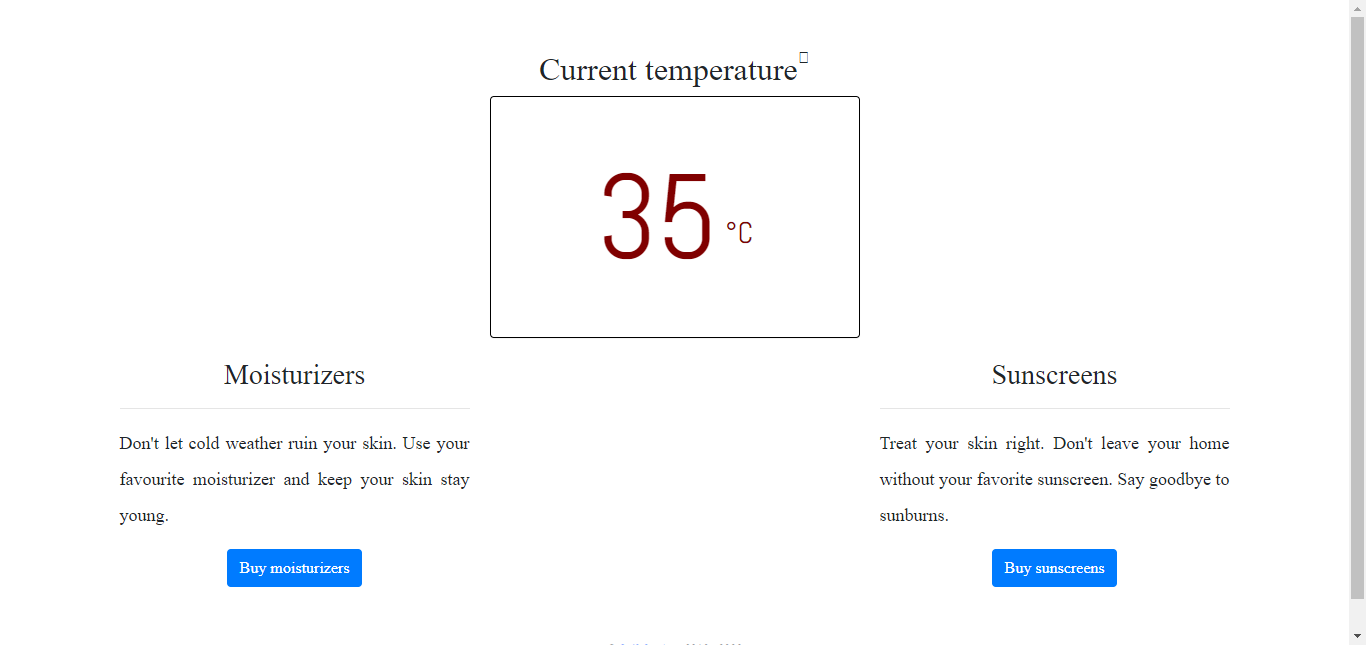 Current temperature
35 °C
Moisturizers
Don't let cold weather ruin your skin. Use your
favourite moisturizer and keep your skin stay
young.
Buy moisturizers
Sunscreens
Treat your skin right. Don't leave your home
without your favorite sunscreen. Say goodbye to
sunburns.
Buy sunscreens